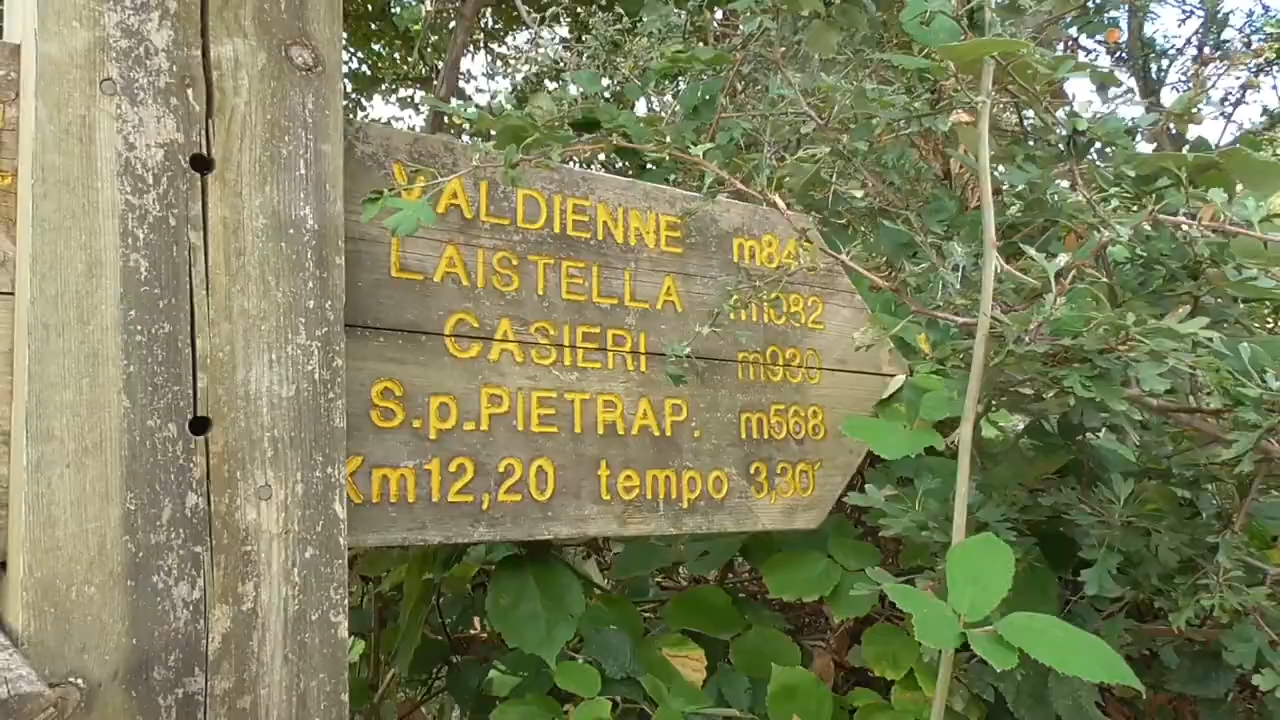 VALDIENNE
LAISTELLA m1082
CASIERI m930
S.p.PIETRAP. m568
Km12,20 tempo 3,30'